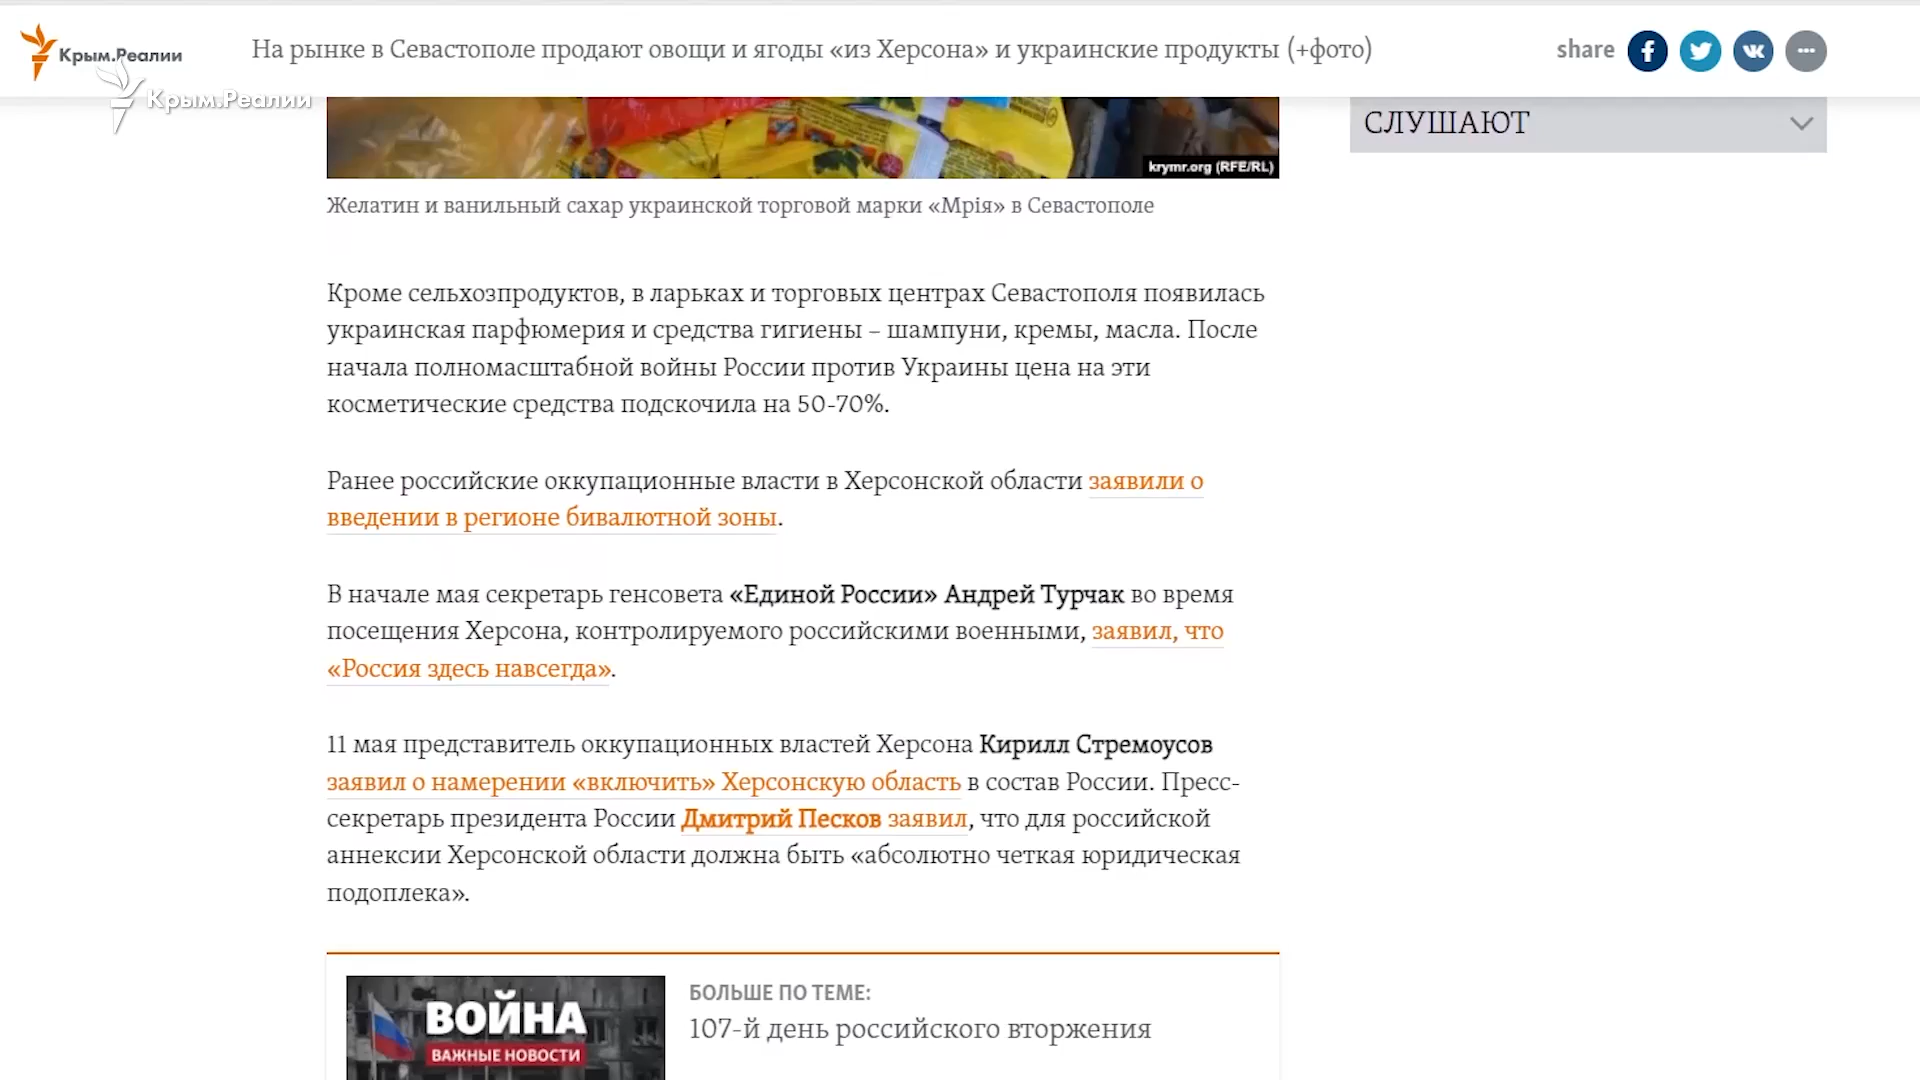 Крым.Реалии
На рынке в Севастополе продают овощи и ягоды «из Херсона» и украинские продукты (+фото)
share
Крым.Реалии
СЛУШАЮТ
krymr.org (RFE/RL)
Желатин и ванильный сахар украинской торговой марки «Мрія» в Севастополе
Кроме сельхозпродуктов, в ларьках и торговых центрах Севастополя появилась
украинская парфюмерия и средства гигиены – шампуни, кремы, масла. После
начала полномасштабной войны России против Украины цена на эти
косметические средства подскочила на 50-70%.
Ранее российские оккупационные власти в Херсонской области заявили о
введении в регионе бивалютной зоны.
В начале мая секретарь генсовета «Единой России» Андрей Турчак во время
посещения Херсона, контролируемого российскими военными, заявил, что
«Россия здесь навсегда».
11 мая представитель оккупационных властей Херсона Кирилл Стремоусов
заявил о намерении «включить» Херсонскую область в состав России. Пресс-
секретарь президента России Дмитрий Песков заявил, что для российской
аннексии Херсонской области должна быть «абсолютно четкая юридическая
подоплека».
ВОЙНА
ВАЖНЫЕ НОВОСТИ
БОЛЬШЕ ПО ТЕМЕ:
107-й день российского вторжения